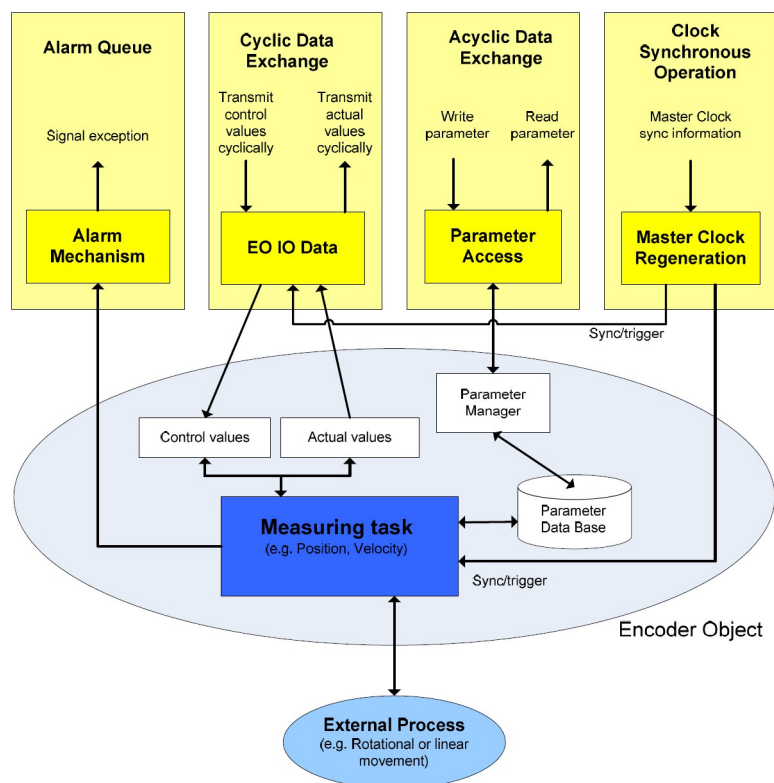 Alarm Queue
Signal exception
Alarm
Mechanism
Cyclic Data
Exchange
Transmit
control
values
cyclically
Transmit
actual
values
cyclically
EO IO Data
Acyclic Data
Exchange
Write
parameter
Read
parameter
Parameter
Access
Clock
Synchronous
Operation
Master Clock
sync information
Master Clock
Regeneration
Sync/trigger
Parameter
Manager
Control values
Actual values
Parameter
Data Base
Measuring task
(e.g. Position, Velocity)
Sync/trigger
Encoder Object
External Process
(e.g. Rotational or linear
movement)